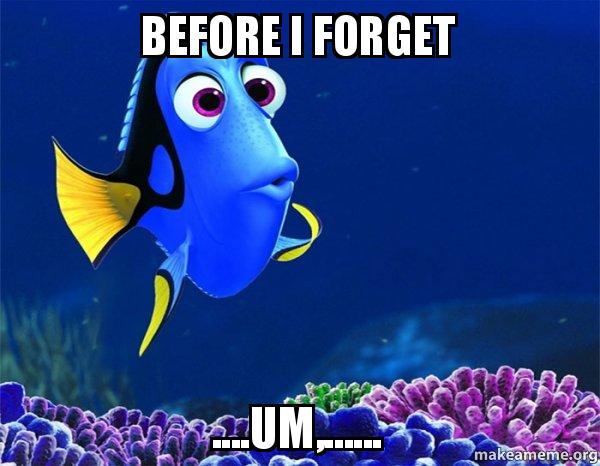 BEFORE I FORGET
....UM,......
makeameme.org